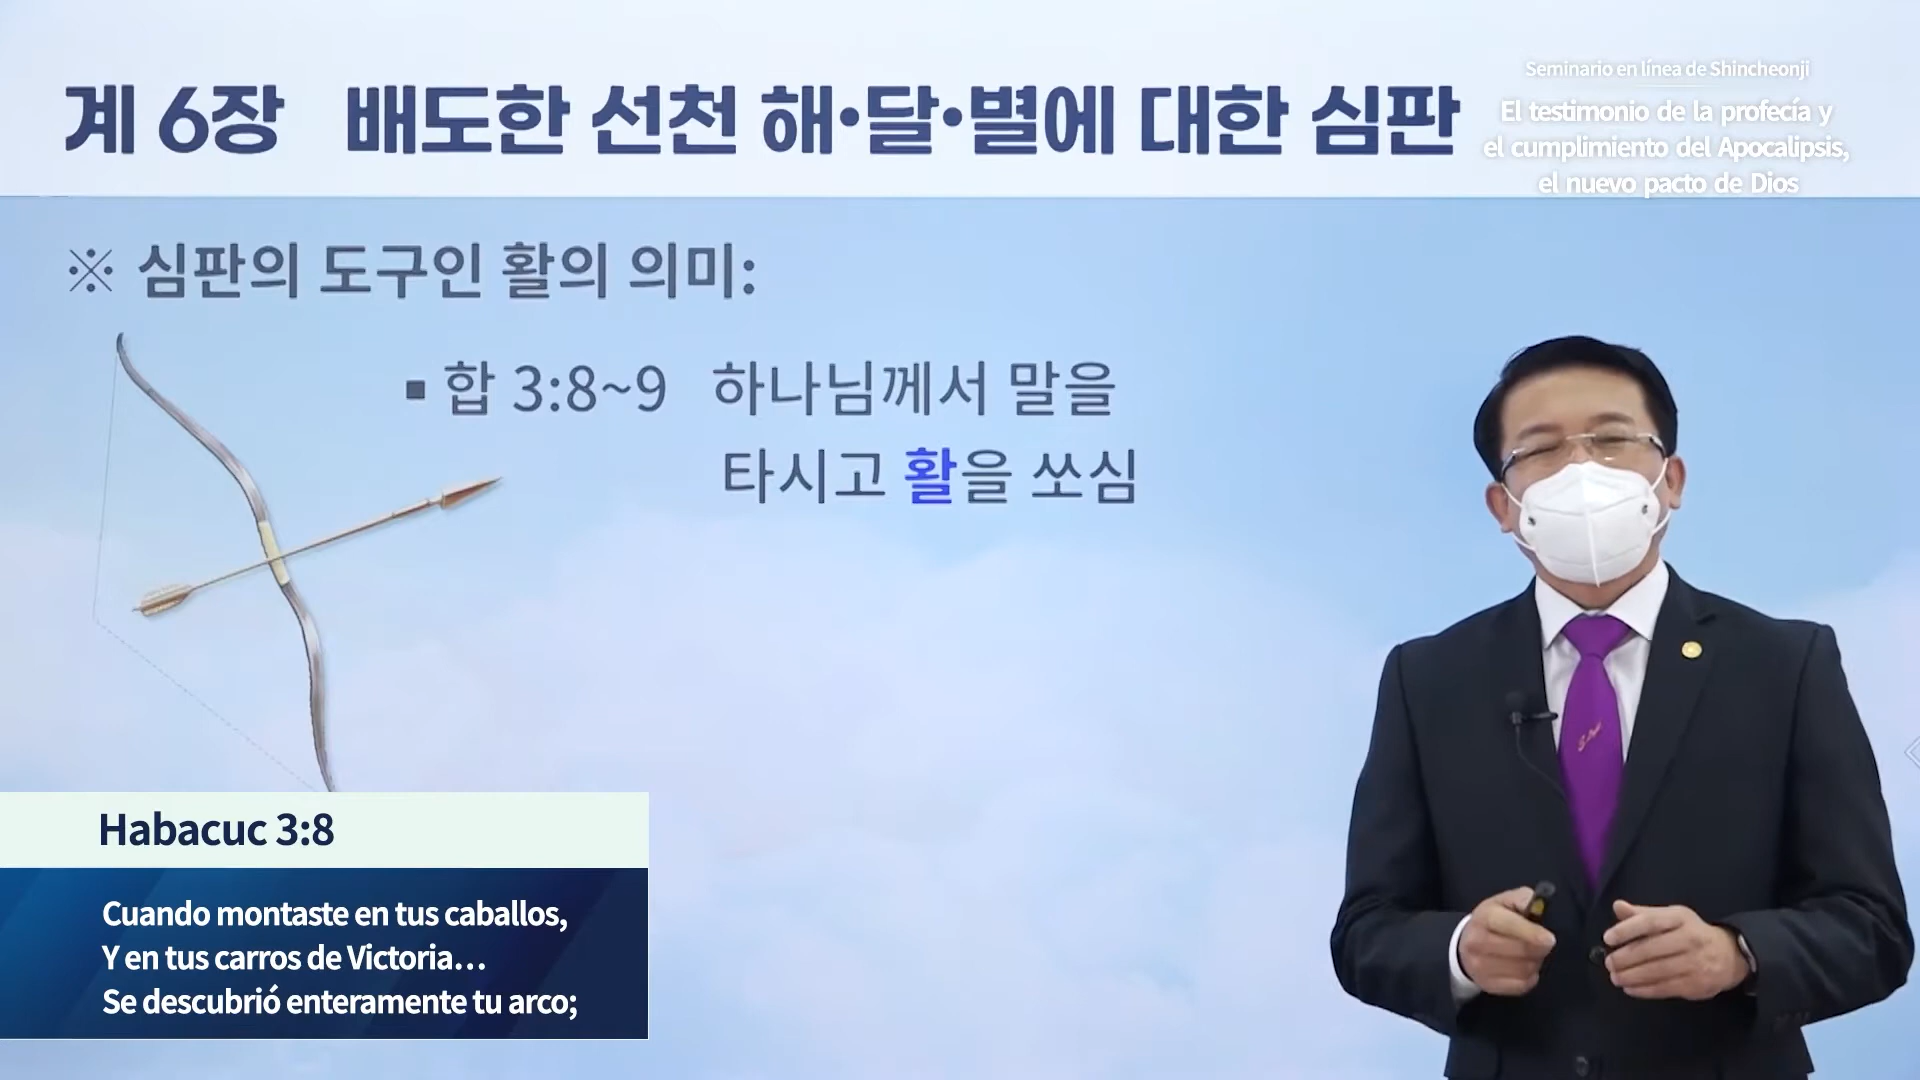 계 6장 배도한 선천 해•달•별에 대한 심판
Seminario en línea de Shincheonji
El testimonio de la profecía y
el cumplimiento del Apocalipsis,
el nuevo pacto de Dios
※ 심판의 도구인 활의 의미:
▪ 합 3:8~9 하나님께서 말을
타시고 활을 쏘심
Habacuc 3:8
Cuando montaste en tus caballos,
Y en tus carros de Victoria…
Se descubrió enteramente tu arco;